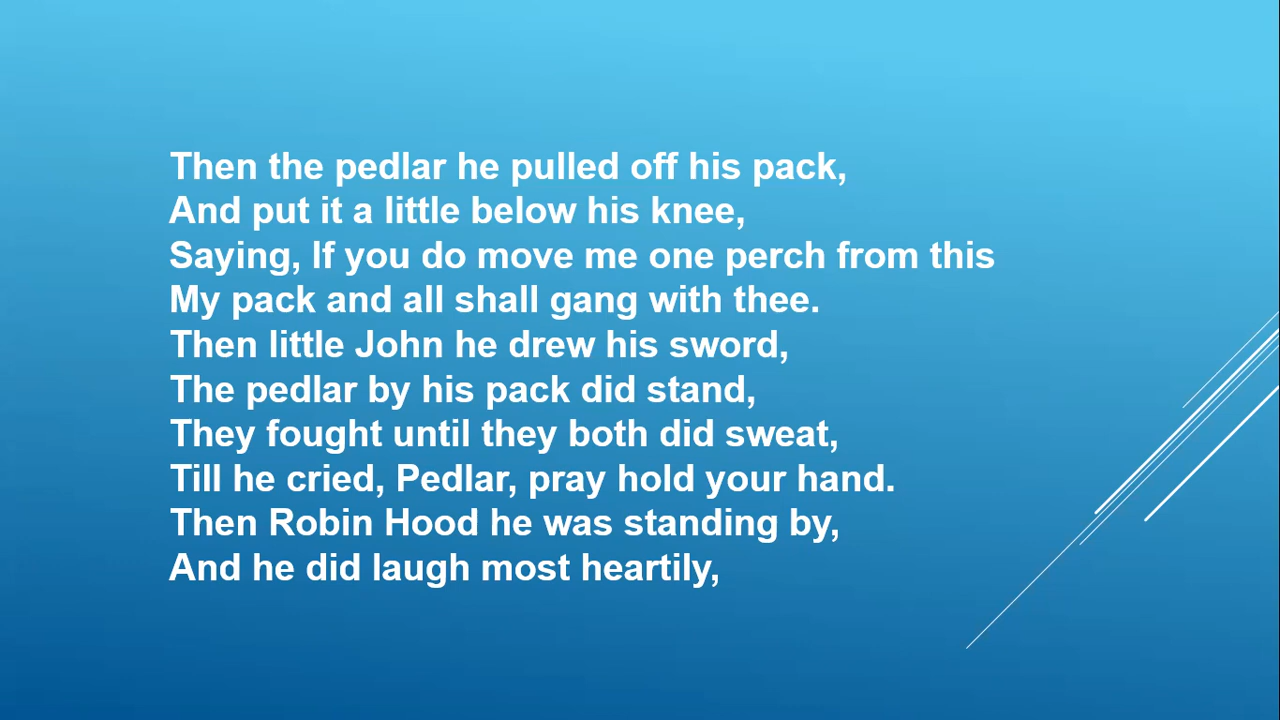 Then the pedlar he pulled off his pack,
And put it a little below his knee,
Saying, If you do move me one perch from this
My pack and all shall gang with thee.
Then little John he drew his sword,
The pedlar by his pack did stand,
They fought until they both did sweat,
Till he cried, Pedlar, pray hold your hand.
Then Robin Hood he was standing by,
And he did laugh most heartily,